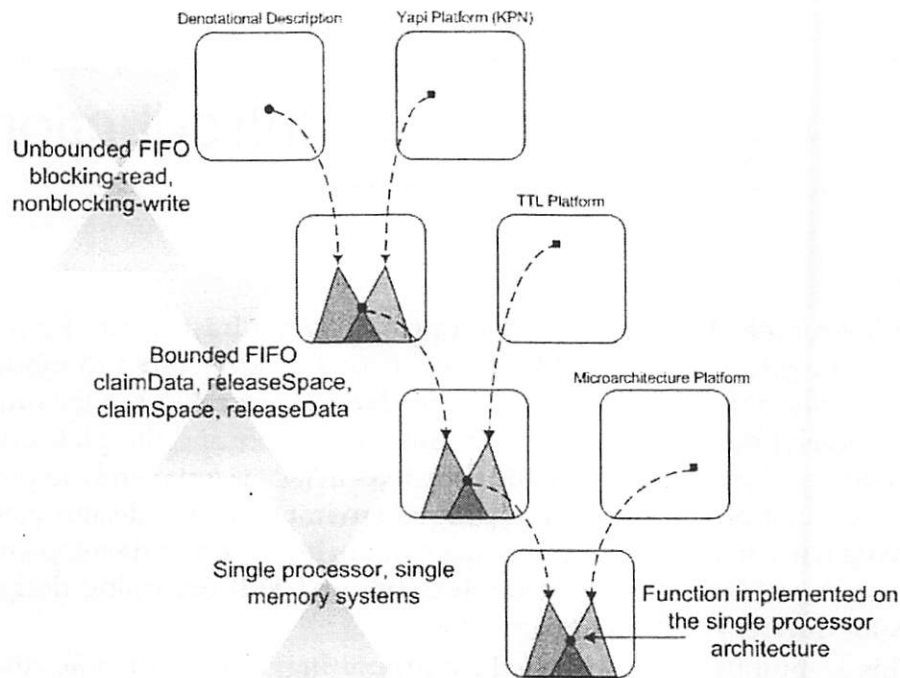 Denotational Description
Yapi Platform (KPN)
Unbounded FIFO
blocking-read,
nonblocking-write
TTL Platform
Bounded FIFO
claimData, releaseSpace,
claimSpace, releaseData
Microarchitecture Platform
Single processor, single
memory systems
Function implemented on
the single processor
architecture